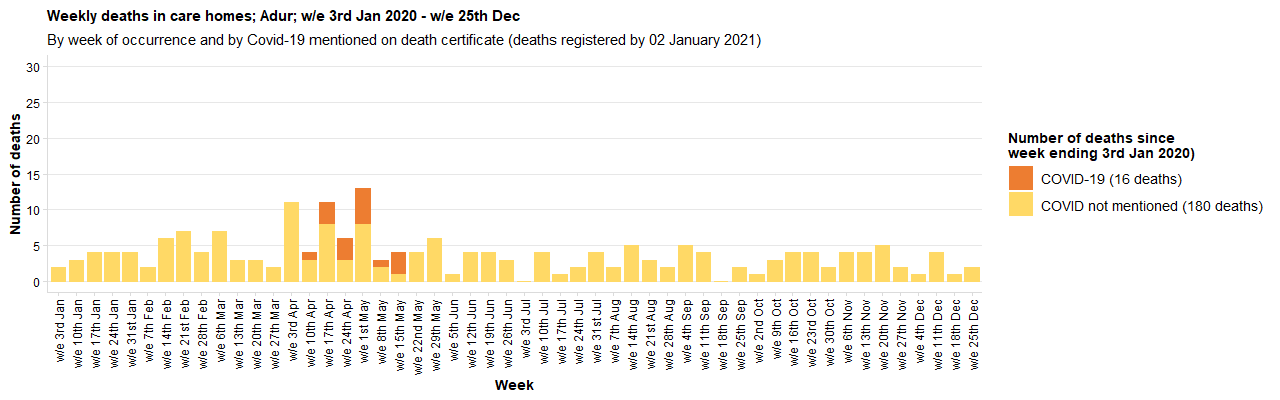 Weekly deaths in care homes; Adur; w/e 3rd Jan 2020 - w/e 25th Dec
By week of occurrence and by Covid-19 mentioned on death certificate (deaths registered by 02 January 2021)
Number of deaths
30
25
20
15
10
5
0
w/e 3rd Jan
w/e 10th Jan
w/e 17th Jan
w/e 24th Jan
w/e 31st Jan
w/e 7th Feb
w/e 14th Feb
w/e 21st Feb
w/e 28th Feb
w/e 6th Mar
w/e 13th Mar
w/e 20th Mar
w/e 27th Mar
w/e 3rd Apr
w/e 10th Apr
w/e 17th Apr
w/e 24th Apr
w/e 1st May
w/e 8th May
w/e 15th May
w/e 22nd May
w/e 29th May
w/e 5th Jun
w/e 12th Jun
w/e 19th Jun
w/e 26th Jun
w/e 3rd Jul
w/e 10th Jul
w/e 17th Jul
w/e 24th Jul
w/e 31st Jul
w/e 7th Aug
w/e 14th Aug
w/e 21st Aug
w/e 28th Aug
w/e 4th Sep
w/e 11th Sep
w/e 18th Sep
w/e 25th Sep
w/e 2nd Oct
w/e 9th Oct
w/e 16th Oct
w/e 23rd Oct
w/e 30th Oct
w/e 6th Nov
w/e 13th Nov
w/e 20th Nov
w/e 27th Nov
w/e 4th Dec
w/e 11th Dec
w/e 18th Dec
w/e 25th Dec
Week
Number of deaths since
week ending 3rd Jan 2020)
COVID-19 (16 deaths)
COVID not mentioned (180 deaths)